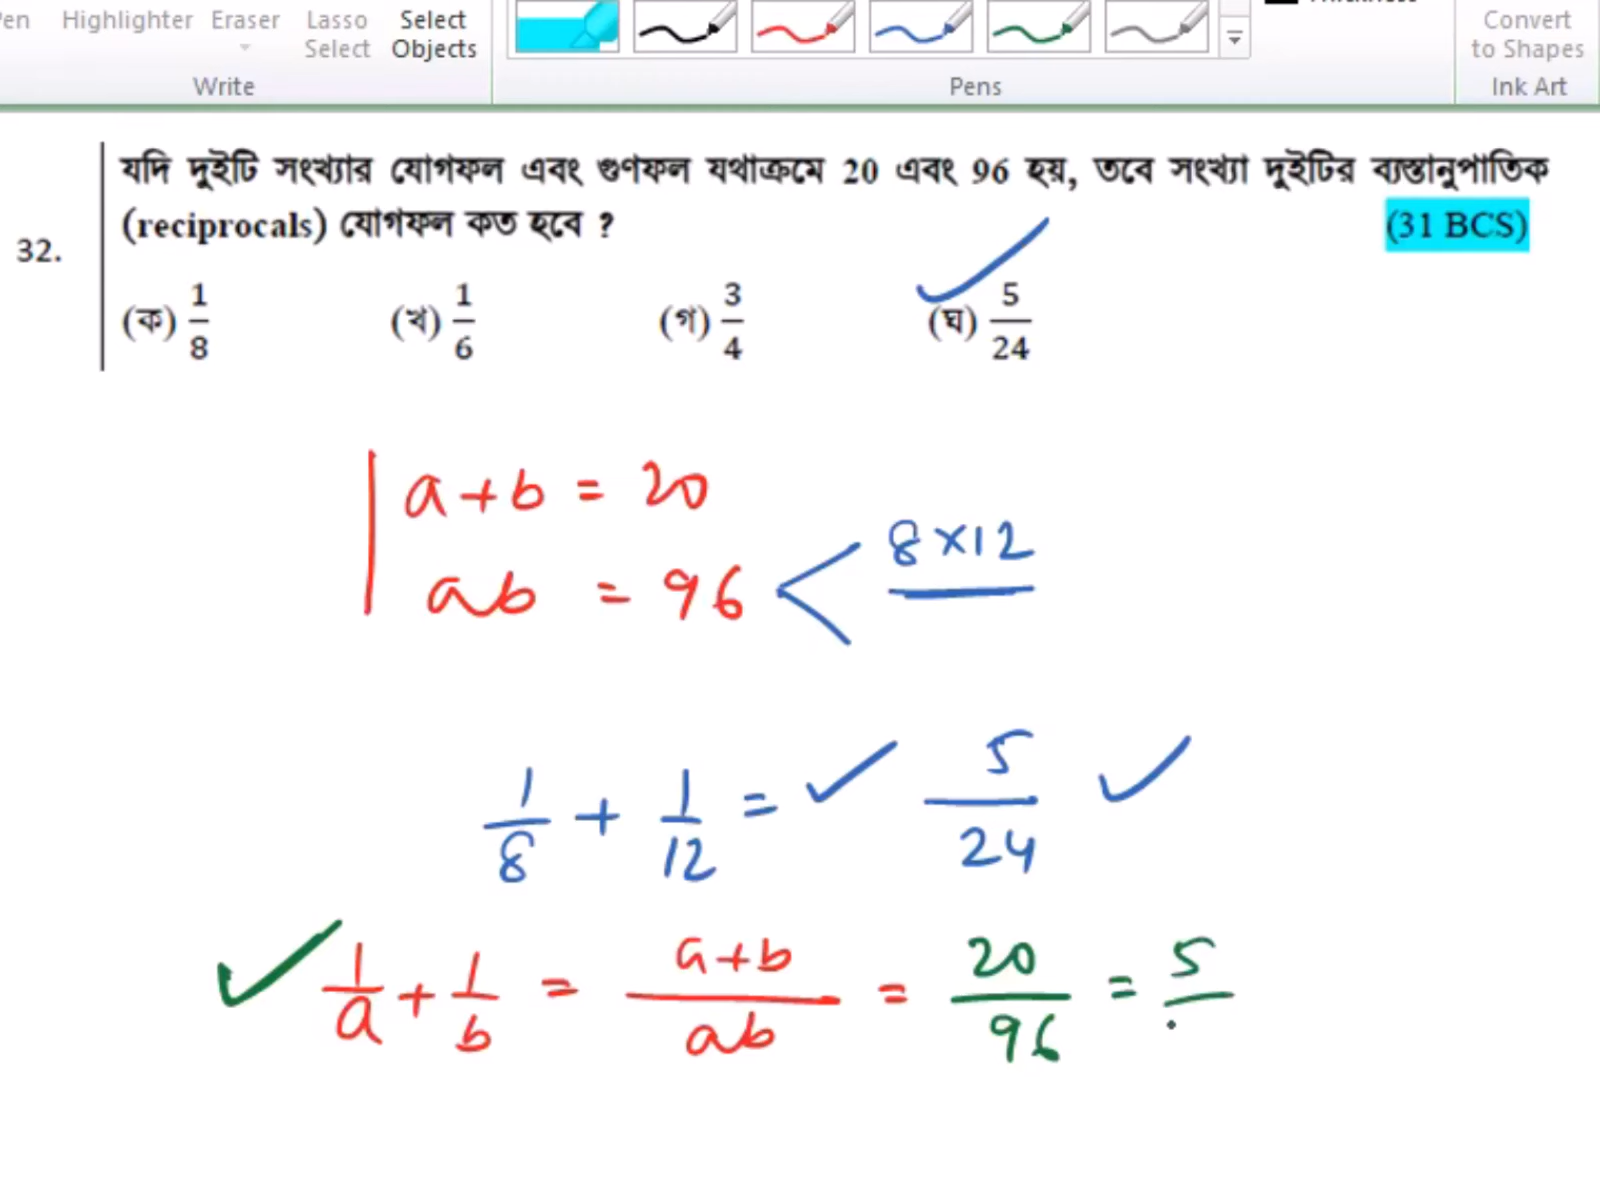 Highlighter Eraser Lasso Select Select Objects
Convert to Shapes
Write Pens Ink Art
32. যদি দুইটি সংখ্যার যোগফল এবং গুণফল যথাক্রমে 20 এবং 96 হয়, তবে সংখ্যা দুইটির ব্যস্তানুপাতিক
(reciprocals) যোগফল কত হবে ? (31 BCS)
(ক) 1/8 (খ) 1/6 (গ) 3/4 (ঘ) 5/24
a+b = 20
ab = 96 < 8×12
1/8 + 1/12 = 5/24
1/a + 1/b = a+b/ab = 20/96 = 5/